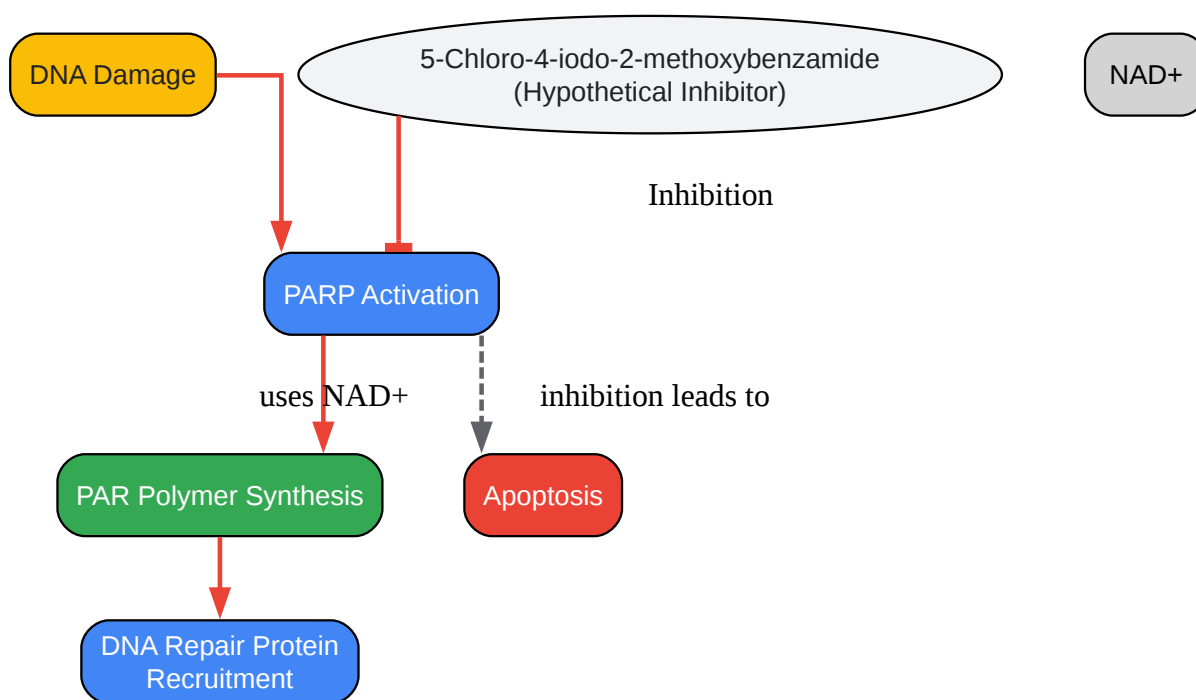 DNA Damage
5-Chloro-4-iodo-2-methoxybenzamide
(Hypothetical Inhibitor)
NAD+
Inhibition
PARP Activation
uses NAD+
inhibition leads to
PAR Polymer Synthesis
Apoptosis
DNA Repair Protein
Recruitment